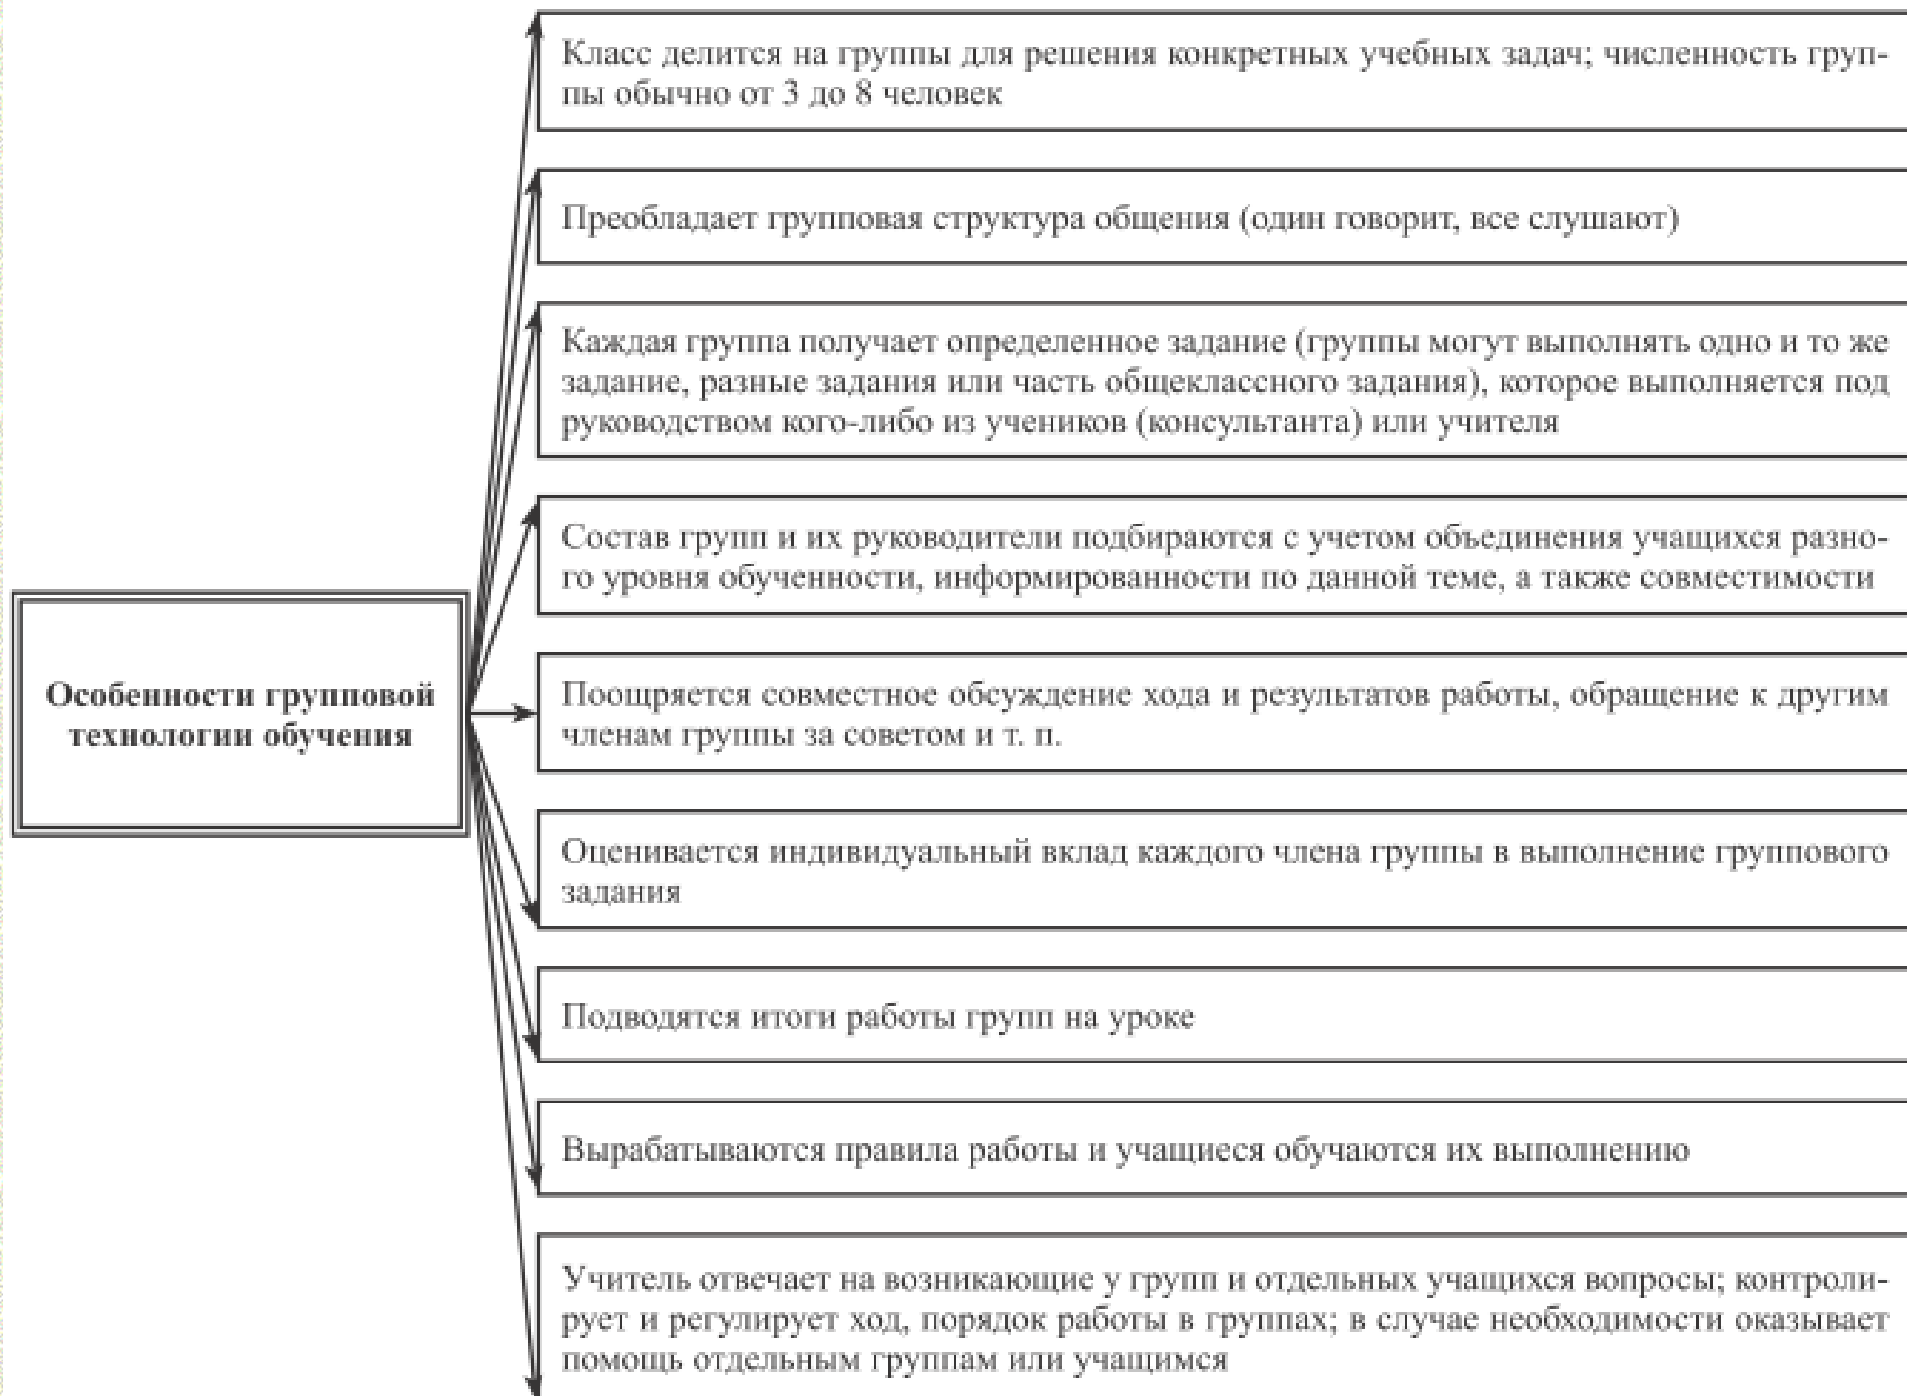 Класс делится на группы для решения конкретных учебных задач; численность груп-
пы обычно от 3 до 8 человек
Преобладает групповая структура общения (один говорит, все слушают)
Каждая группа получает определенное задание (группы могут выполнять одно и то же
задание, разные задания или часть общеклассного задания), которое выполняется под
руководством кого-либо из учеников (консультанта) или учителя
Состав групп и их руководители подбираются с учетом объединения учащихся разно-
го уровня обученности, информированности по данной теме, а также совместимости
Особенности групповой
технологии обучения
Поощряется совместное обсуждение хода и результатов работы, обращение к другим
членам группы за советом и т. п.
Оценивается индивидуальный вклад каждого члена группы в выполнение группового
задания
Подводятся итоги работы групп на уроке
Вырабатываются правила работы и учащиеся обучаются их выполнению
Учитель отвечает на возникающие у групп и отдельных учащихся вопросы; контроли-
рует и регулирует ход, порядок работы в группах; в случае необходимости оказывает
помощь отдельным группам или учащимся